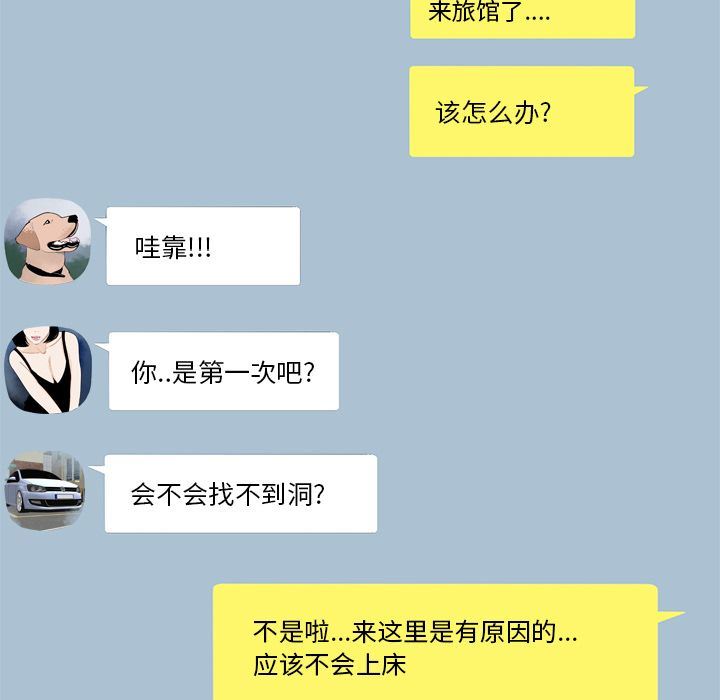 来旅馆了....
该怎么办?
哇靠!!!
你..是第一次吧?
会不会找不到洞?
不是啦...来这里是有原因的...
应该不会上床